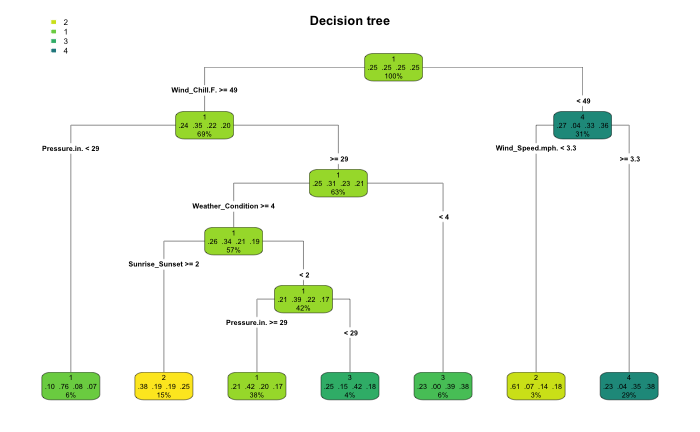 Decision tree
2
1
3
4
1
.25 .25 .25 .25
100%
Wind_Chill.F. >= 49
< 49
1
.24 .35 .22 .20
69%
4
.27 .04 .33 .36
31%
Pressure.in. < 29
>= 29
Wind_Speed.mph. < 3.3
>= 3.3
1
.25 .31 .23 .21
63%
Weather_Condition >= 4
< 4
1
.26 .34 .21 .19
57%
Sunrise_Sunset >= 2
< 2
1
.21 .39 .22 .17
42%
Pressure.in. >= 29
< 29
1
.10 .76 .08 .07
6%
2
.38 .19 .19 .25
15%
1
.21 .42 .20 .17
38%
3
.25 .15 .42 .18
4%
3
.23 .00 .39 .38
6%
2
.61 .07 .14 .18
3%
4
.23 .04 .35 .38
29%